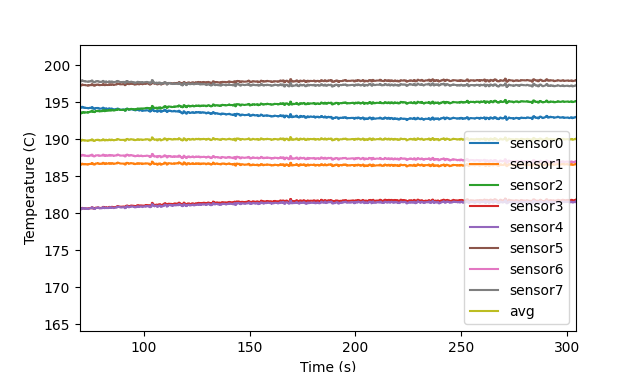 200
195
190
185
180
175
170
165
Temperature (C)
100
150
200
250
300
Time (s)
sensor0
sensor1
sensor2
sensor3
sensor4
sensor5
sensor6
sensor7
avg